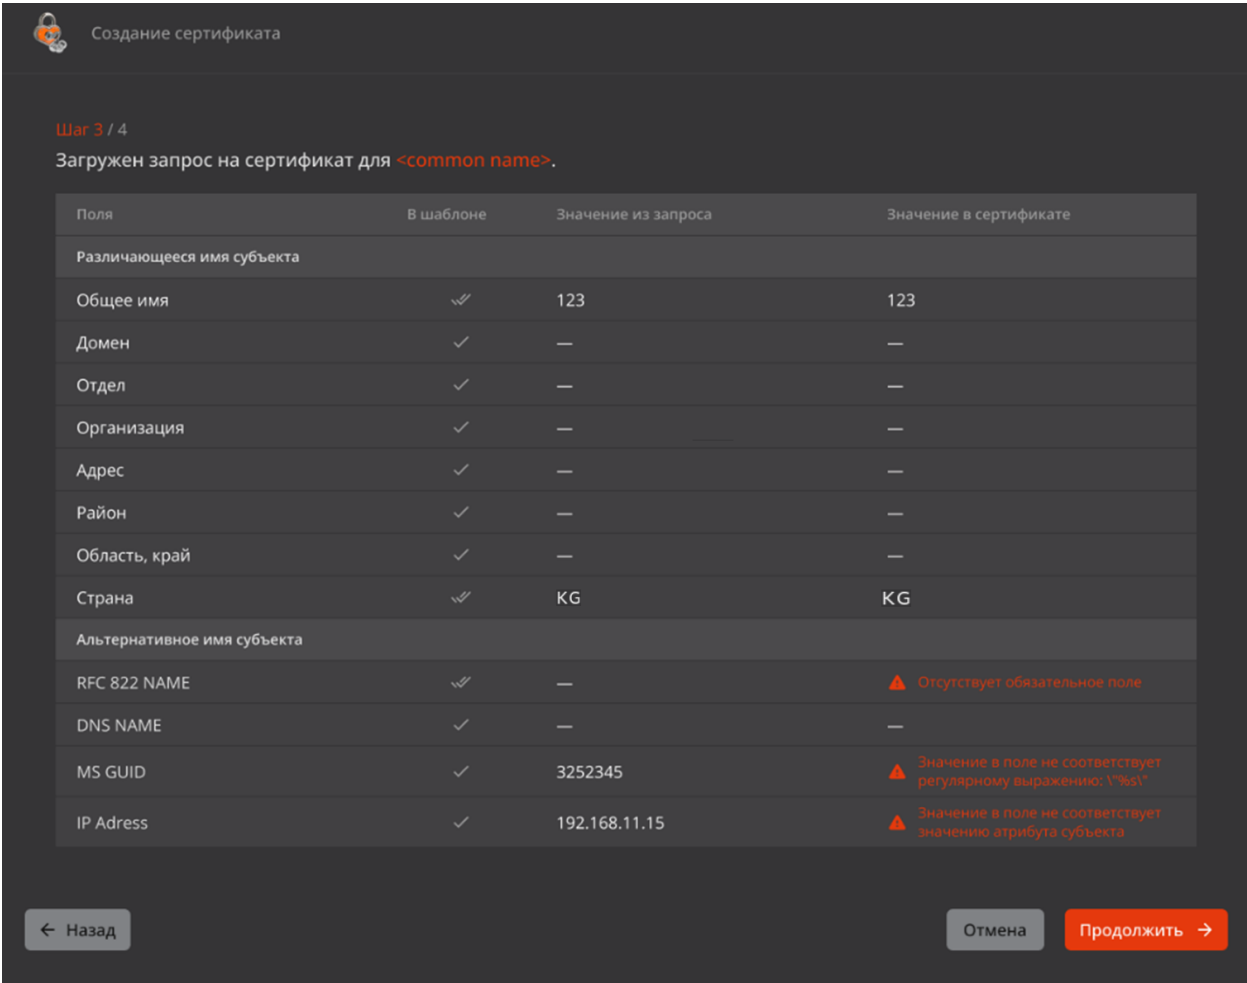 Создание сертификата
Шаг 3 / 4
Загружен запрос на сертификат для <common name>.
Поля В шаблоне Значение из запроса Значение в сертификате
Различающееся имя субъекта
Общее имя 123 123
Домен — —
Отдел — —
Организация — —
Адрес — —
Район — —
Область, край — —
Страна KG KG
Альтернативное имя субъекта
RFC 822 NAME — Отсутствует обязательное поле
DNS NAME — —
MS GUID 3252345 Значение в поле не соответствует
регулярному выражению: \"%s\"
IP Adress 192.168.11.15 Значение в поле не соответствует
значению атрибута субъекта
Назад Отмена Продолжить